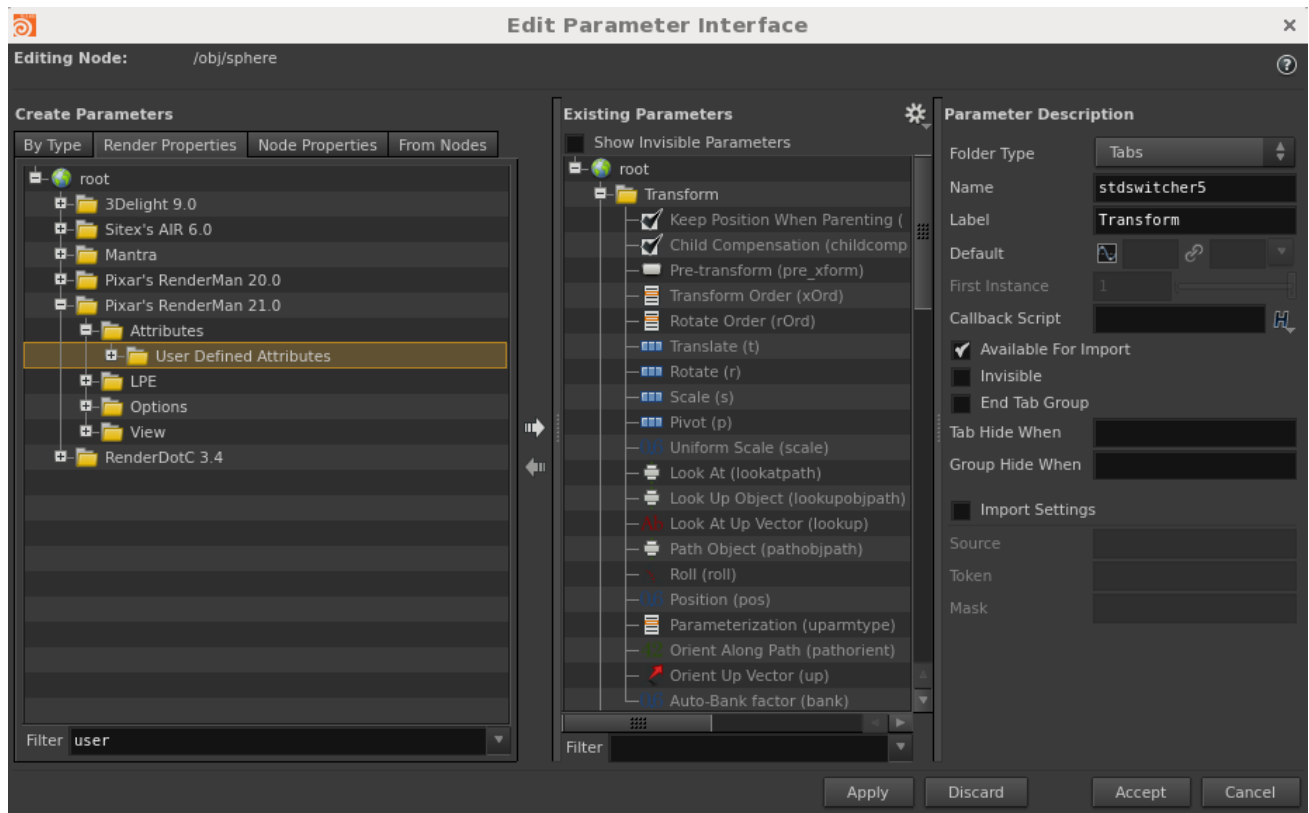 Edit Parameter Interface
Editing Node: /obj/sphere
Create Parameters
By Type Render Properties Node Properties From Nodes
root
3Delight 9.0
Sitex's AIR 6.0
Mantra
Pixar's RenderMan 20.0
Pixar's RenderMan 21.0
Attributes
User Defined Attributes
LPE
Options
View
RenderDotC 3.4
Filter user
Existing Parameters
Show Invisible Parameters
root
Transform
Keep Position When Parenting (
Child Compensation (childcomp
Pre-transform (pre_xform)
Transform Order (xOrd)
Rotate Order (rOrd)
Translate (t)
Rotate (r)
Scale (s)
Pivot (p)
Uniform Scale (scale)
Look At (lookatpath)
Look Up Object (lookupobjpath)
Look At Up Vector (lookup)
Path Object (pathobjpath)
Roll (roll)
Position (pos)
Parameterization (uparmtype)
Orient Along Path (pathorient)
Orient Up Vector (up)
Auto-Bank factor (bank)
Filter
Parameter Description
Folder Type Tabs
Name stdswitcher5
Label Transform
Default
First Instance 1
Callback Script
Available For Import
Invisible
End Tab Group
Tab Hide When
Group Hide When
Import Settings
Source
Token
Mask
Apply Discard Accept Cancel